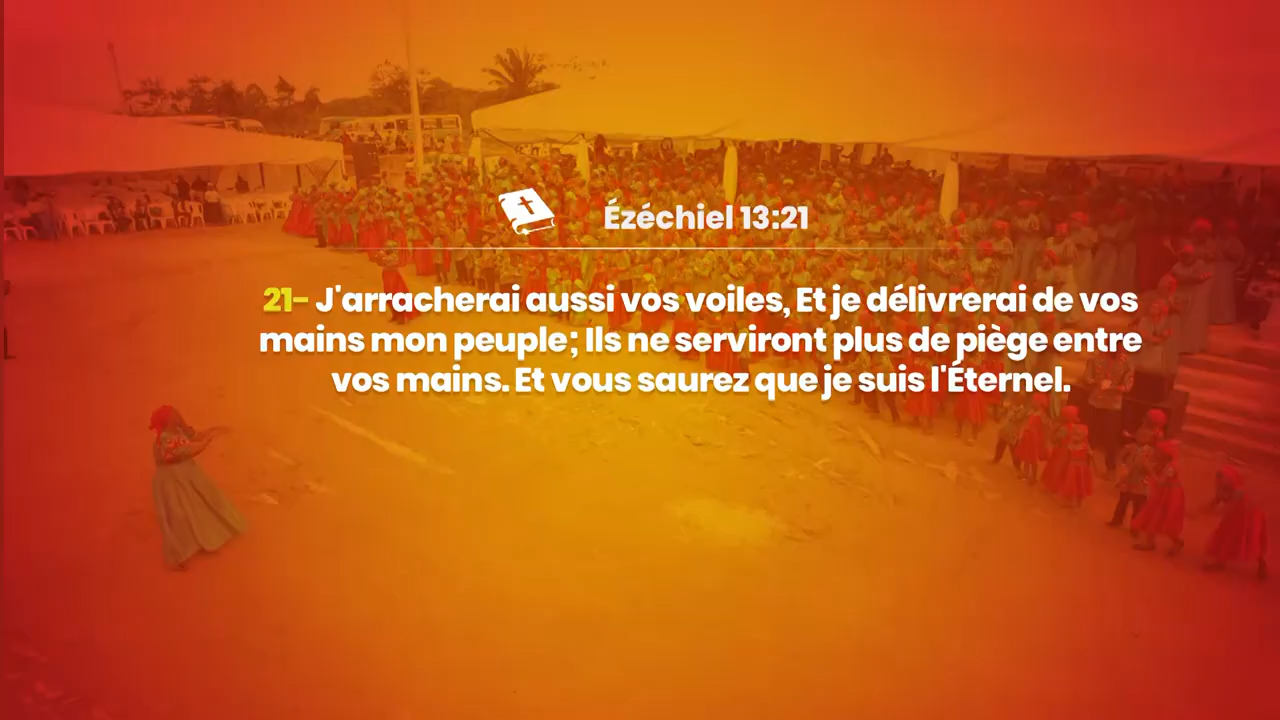 Ézéchiel 13:21
21- J'arracherai aussi vos voiles, Et je délivrerai de vos
mains mon peuple; Ils ne serviront plus de piège entre
vos mains. Et vous saurez que je suis l'Éternel.